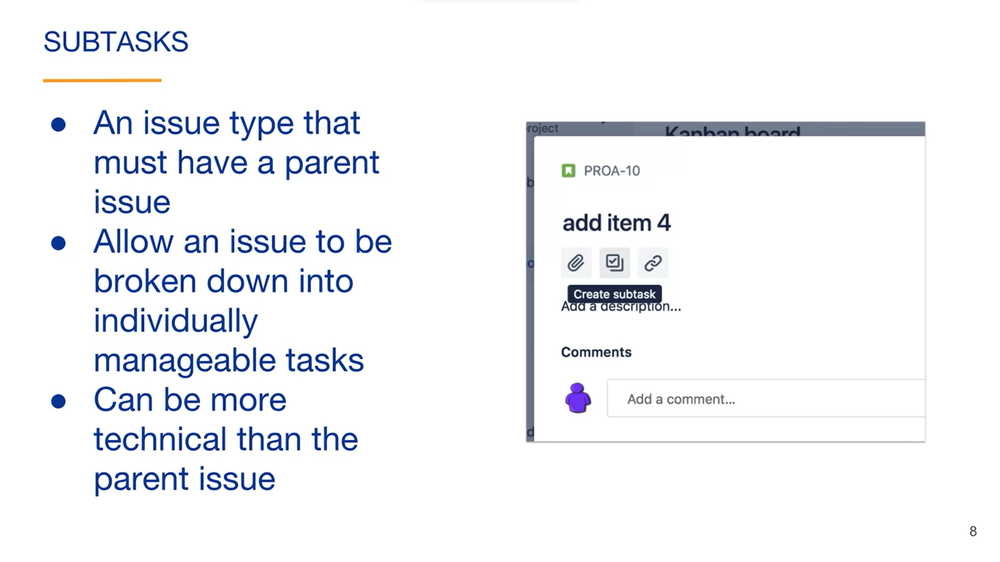 SUBTASKS
● An issue type that
must have a parent
issue
● Allow an issue to be
broken down into
individually
manageable tasks
● Can be more
technical than the
parent issue
roject
Kanban board
PROA-10
add item 4
Create subtask
Add a description...
Comments
Add a comment...
8